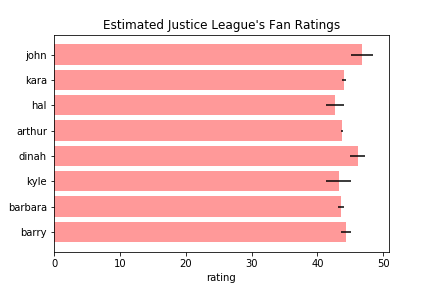 Estimated Justice League's Fan Ratings
john
kara
hal
arthur
dinah
kyle
barbara
barry
0 10 20 30 40 50
rating